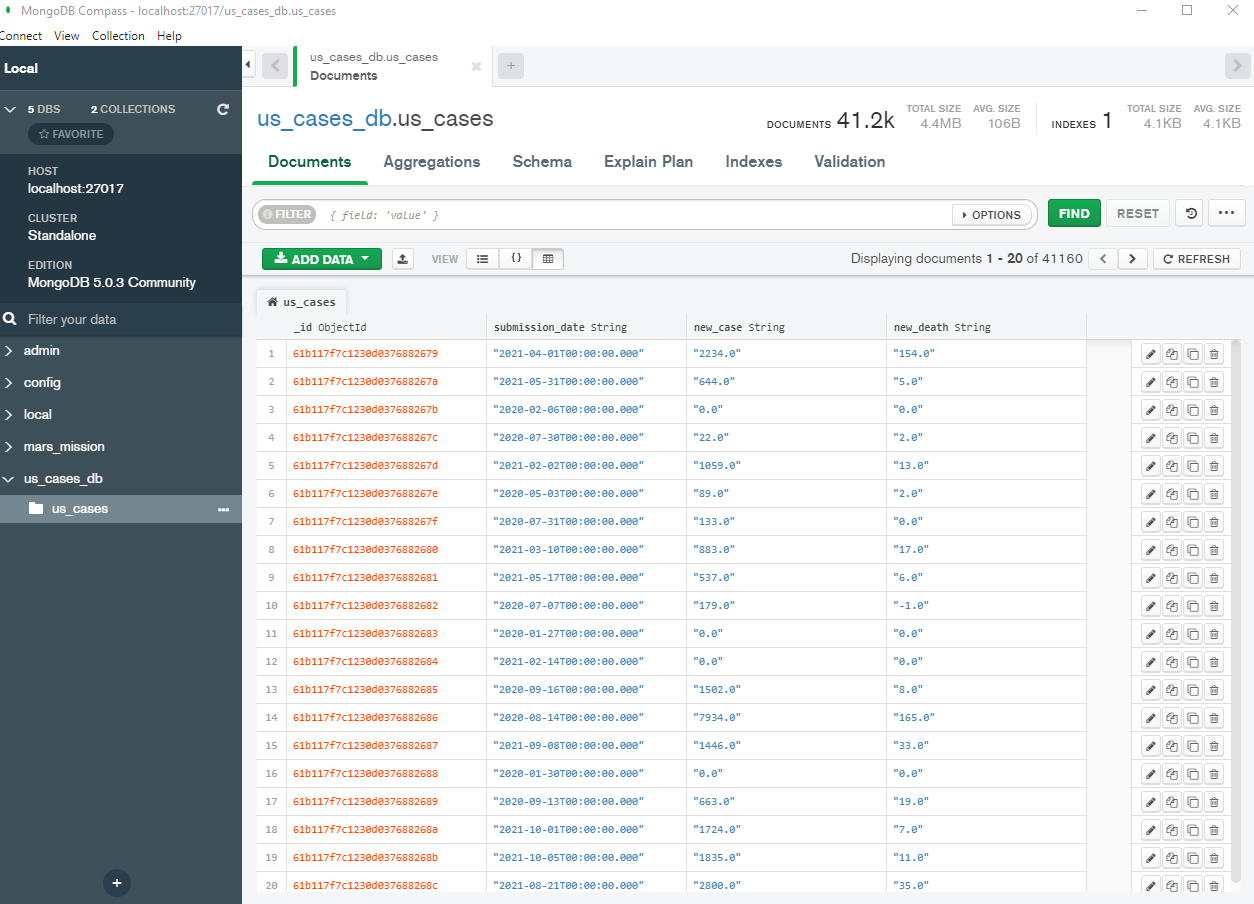 MongoDB Compass - localhost:27017/us_cases_db.us_cases
Connect View Collection Help
Local
5 DBS 2 COLLECTIONS
FAVORITE
HOST
localhost:27017
CLUSTER
Standalone
EDITION
MongoDB 5.0.3 Community
Filter your data
admin
config
local
mars_mission
us_cases_db
us_cases
us_cases_db.us_cases
Documents
us_cases_db.us_cases
DOCUMENTS 41.2k TOTAL SIZE 4.4MB AVG. SIZE 106B INDEXES 1 TOTAL SIZE 4.1KB AVG. SIZE 4.1KB
Documents Aggregations Schema Explain Plan Indexes Validation
FILTER { field: 'value' } OPTIONS FIND RESET
ADD DATA VIEW {} Displaying documents 1 - 20 of 41160 REFRESH
us_cases
_id ObjectId submission_date String new_case String new_death String
1 61b117f7c1230d0376882679 "2021-04-01T00:00:00.000" "2234.0" "154.0"
2 61b117f7c1230d037688267a "2021-05-31T00:00:00.000" "644.0" "5.0"
3 61b117f7c1230d037688267b "2020-02-06T00:00:00.000" "0.0" "0.0"
4 61b117f7c1230d037688267c "2020-07-30T00:00:00.000" "22.0" "2.0"
5 61b117f7c1230d037688267d "2021-02-02T00:00:00.000" "1059.0" "13.0"
6 61b117f7c1230d037688267e "2020-05-03T00:00:00.000" "89.0" "2.0"
7 61b117f7c1230d037688267f "2020-07-31T00:00:00.000" "133.0" "0.0"
8 61b117f7c1230d0376882680 "2021-03-10T00:00:00.000" "883.0" "17.0"
9 61b117f7c1230d0376882681 "2021-05-17T00:00:00.000" "537.0" "6.0"
10 61b117f7c1230d0376882682 "2020-07-07T00:00:00.000" "179.0" "-1.0"
11 61b117f7c1230d0376882683 "2020-01-27T00:00:00.000" "0.0" "0.0"
12 61b117f7c1230d0376882684 "2021-02-14T00:00:00.000" "0.0" "0.0"
13 61b117f7c1230d0376882685 "2020-09-16T00:00:00.000" "1502.0" "8.0"
14 61b117f7c1230d0376882686 "2020-08-14T00:00:00.000" "7934.0" "165.0"
15 61b117f7c1230d0376882687 "2021-09-08T00:00:00.000" "1446.0" "33.0"
16 61b117f7c1230d0376882688 "2020-01-30T00:00:00.000" "0.0" "0.0"
17 61b117f7c1230d0376882689 "2020-09-13T00:00:00.000" "663.0" "19.0"
18 61b117f7c1230d037688268a "2021-10-01T00:00:00.000" "1724.0" "7.0"
19 61b117f7c1230d037688268b "2021-10-05T00:00:00.000" "1835.0" "11.0"
20 61b117f7c1230d037688268c "2021-08-21T00:00:00.000" "2800.0" "35.0"